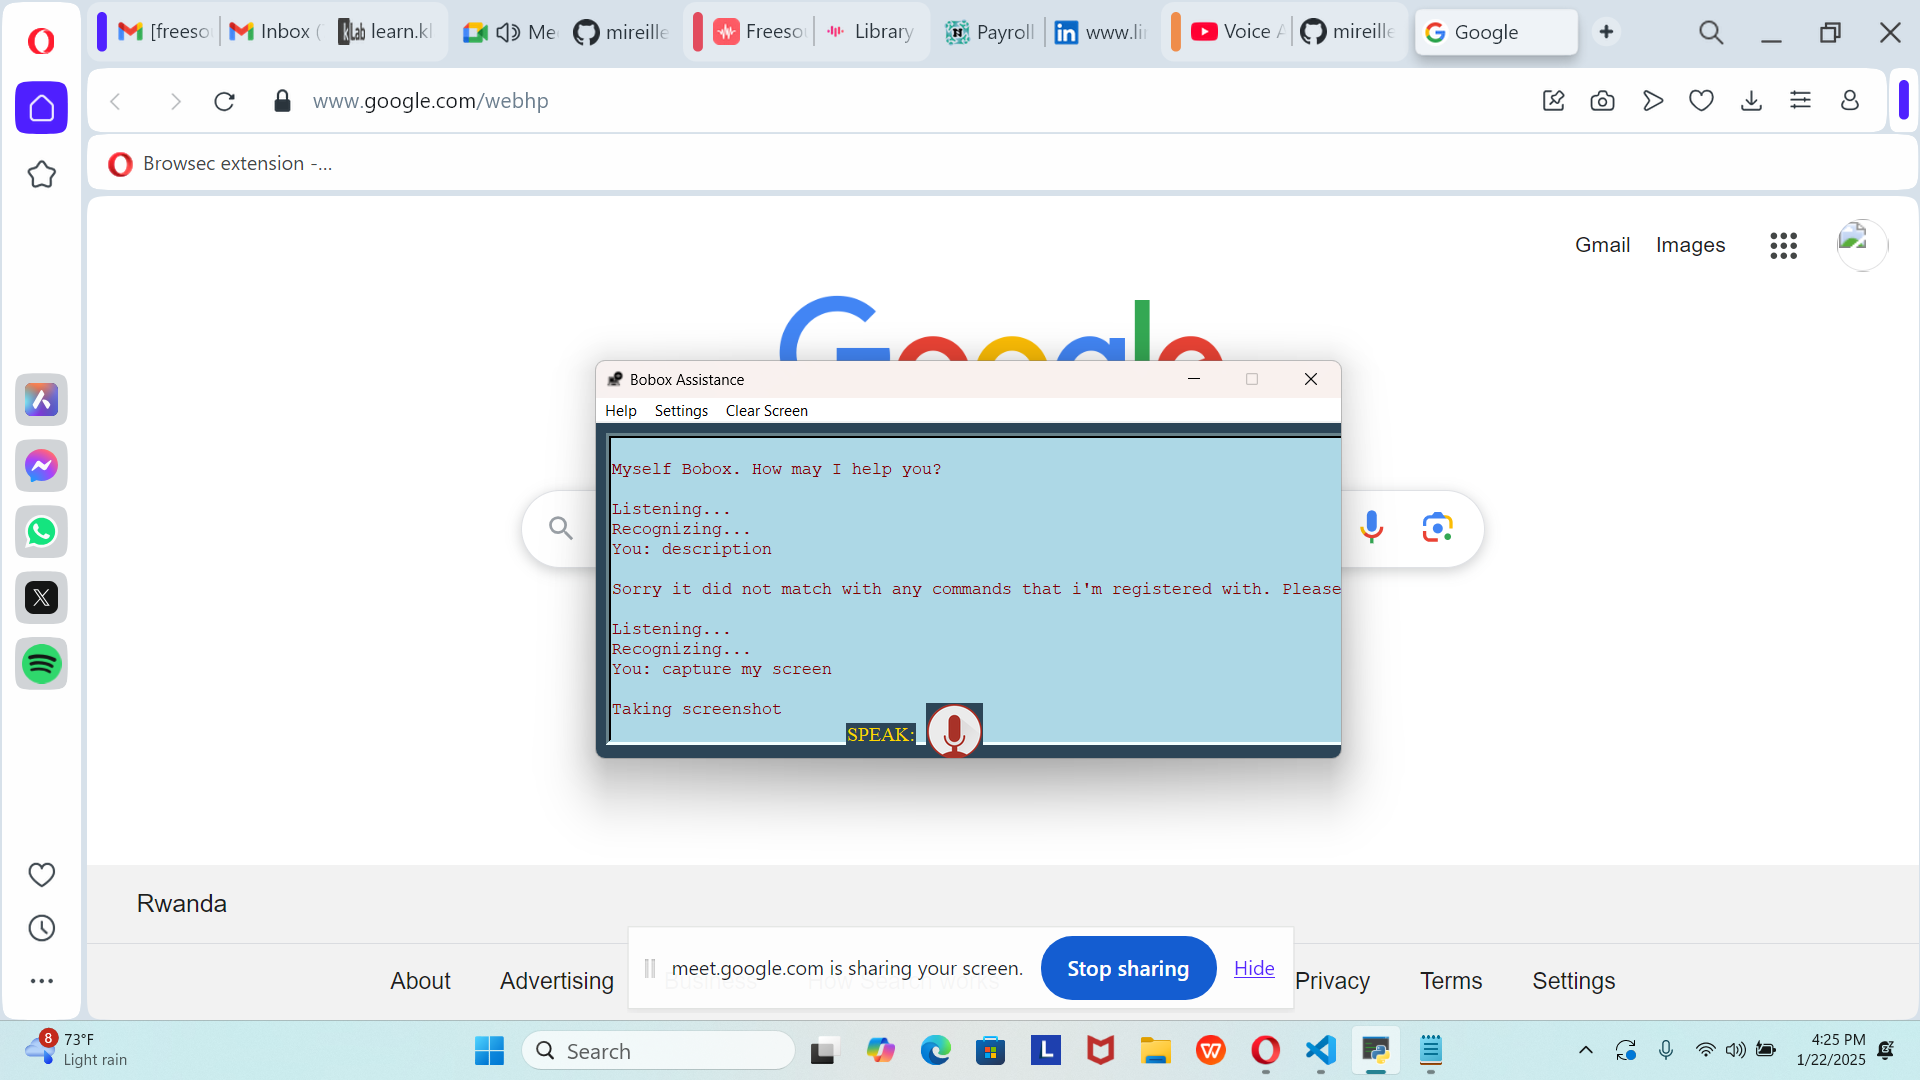 [freeso
Inbox (
learn.kl
Me
mireille
Freesou
Library
Payroll
www.li
Voice A
mireille
Google
www.google.com/webhp
Browsec extension -...
Gmail
Images
Google
Bobox Assistance
Help Settings Clear Screen
Myself Bobox. How may I help you?
Listening...
Recognizing...
You: description
Sorry it did not match with any commands that i'm registered with. Please
Listening...
Recognizing...
You: capture my screen
Taking screenshot
SPEAK:
Rwanda
meet.google.com is sharing your screen.
Stop sharing
Hide
About
Advertising
Business
How Search works
Privacy
Terms
Settings
8
73°F
Light rain
Search
4:25 PM
1/22/2025